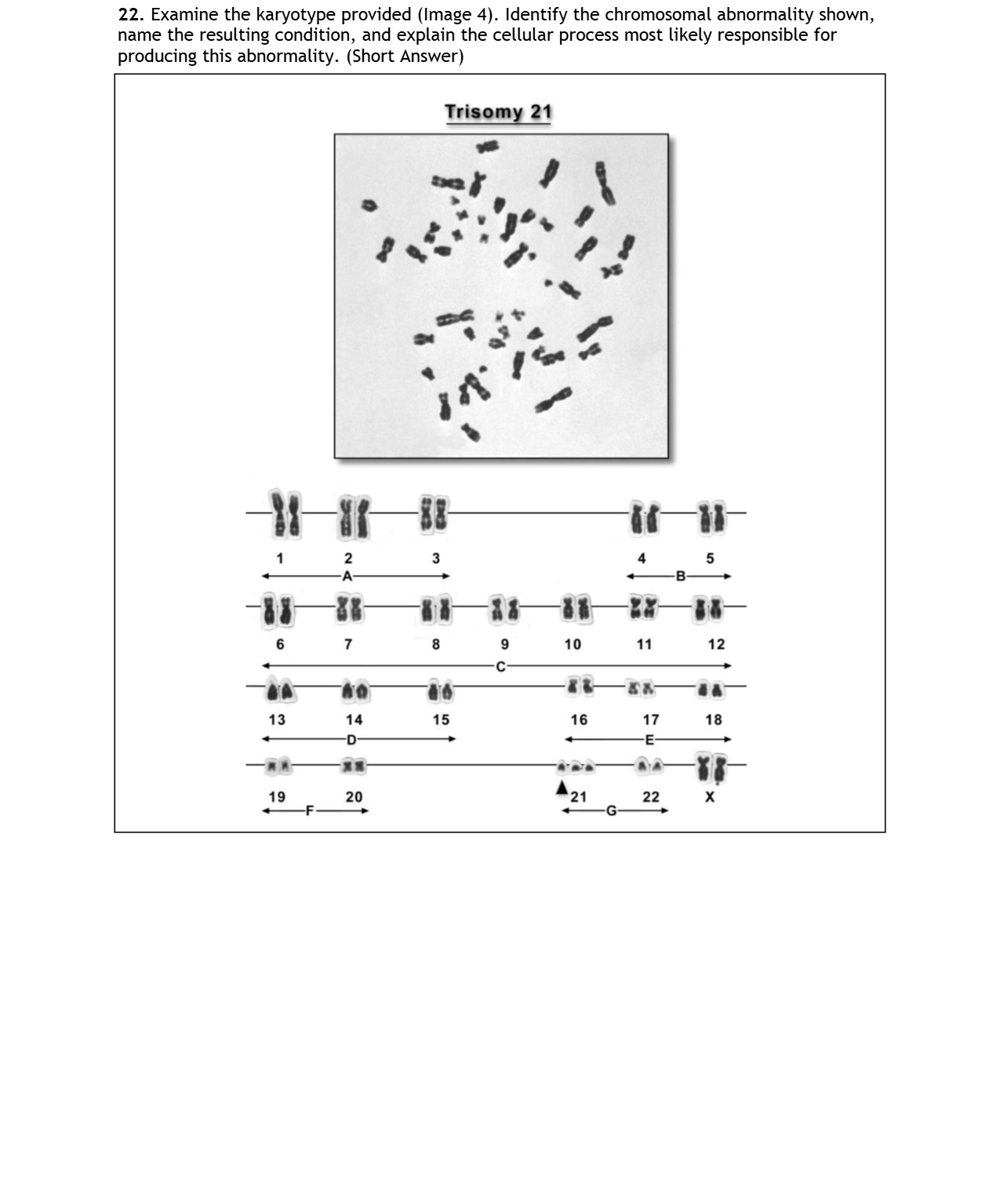 22. Examine the karyotype provided (Image 4). Identify the chromosomal abnormality shown,
name the resulting condition, and explain the cellular process most likely responsible for
producing this abnormality. (Short Answer)
Trisomy 21
1 2 3 4 5
A B
6 7 8 9 10 11 12
C
13 14 15 16 17 18
D E
19 20 21 22 X
F G